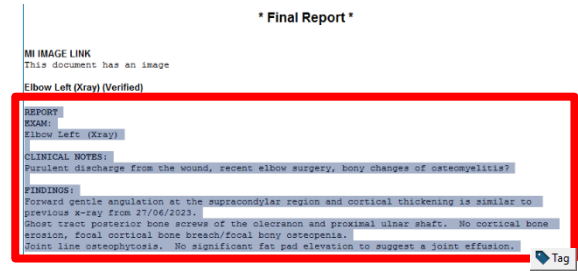 * Final Report *
MI IMAGE LINK
This document has an image
Elbow Left (Xray) (Verified)
REPORT
EXAM:
Elbow Left (Xray)
CLINICAL NOTES:
Purulent discharge from the wound, recent elbow surgery, bony changes of osteomyelitis?
FINDINGS:
Forward gentle angulation at the supracondylar region and cortical thickening is similar to
previous x-ray from 27/06/2023.
Ghost tract posterior bone screws of the olecranon and proximal ulnar shaft. No cortical bone
erosion, focal cortical bone breach/focal bony osteopenia.
Joint line osteophytosis. No significant fat pad elevation to suggest a joint effusion.
Tag